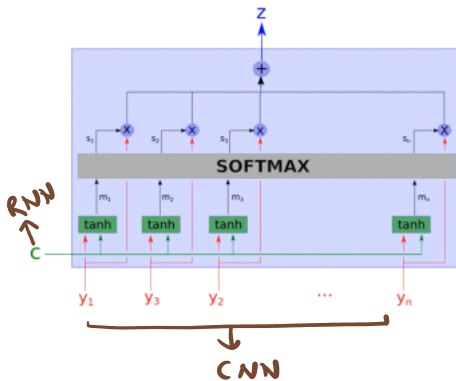 Z
+
s₁ x s₂ x s₃ x sₙ x
SOFTMAX
m₁ m₂ m₃ mₙ
tanh tanh tanh tanh
RNN
C
y₁ y₃ y₂ ... yₙ
CNN